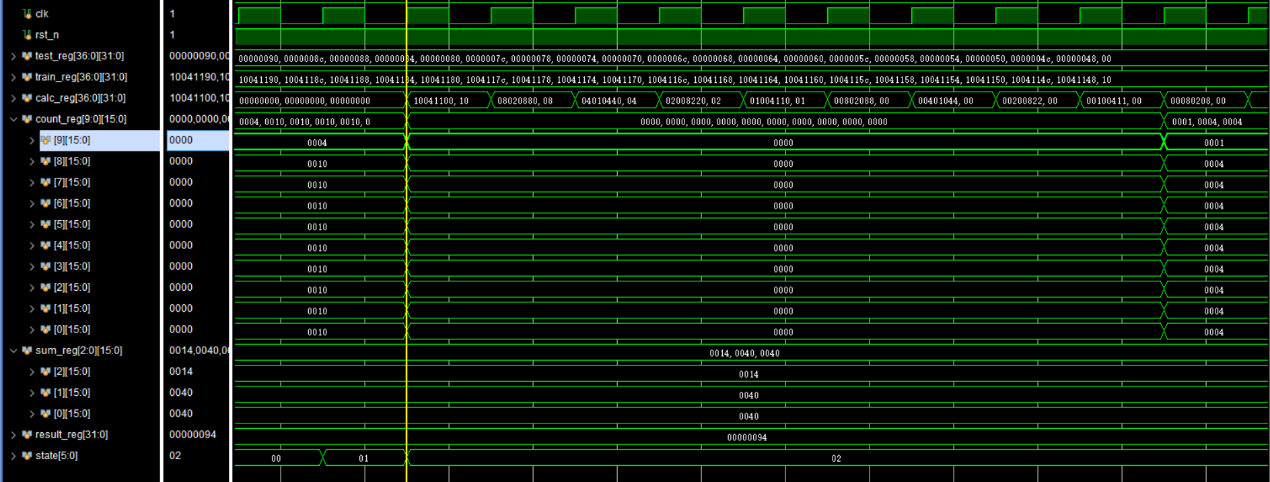 clk 1
rst_n 1
test_reg[36:0][31:0] 00000090,00 00000090, 0000008c, 00000088, 00000084, 00000080, 0000007c, 00000078, 00000074, 00000070, 0000006c, 00000068, 00000064, 00000060, 0000005c, 00000058, 00000054, 00000050, 0000004c, 00000048, 00
train_reg[36:0][31:0] 10041190,10 10041190, 1004118c, 10041188, 10041184, 10041180, 1004117c, 10041178, 10041174, 10041170, 1004116c, 10041168, 10041164, 10041160, 1004115c, 10041158, 10041154, 10041150, 1004114c, 10041148, 10
calc_reg[36:0][31:0] 10041100,10 00000000, 00000000, 00000000 10041100, 10 08020880, 08 04010440, 04 02008220, 02 01004110, 01 00802088, 00 00401044, 00 00200822, 00 00100411, 00 00080208, 00
count_reg[9:0][15:0] 0000,0000,00 0004, 0010, 0010, 0010, 0010, 0 0000, 0000, 0000, 0000, 0000, 0000, 0000, 0000, 0000, 0000 0001, 0004, 0004
[9][15:0] 0000 0004 0000 0001
[8][15:0] 0000 0010 0000 0004
[7][15:0] 0000 0010 0000 0004
[6][15:0] 0000 0010 0000 0004
[5][15:0] 0000 0010 0000 0004
[4][15:0] 0000 0010 0000 0004
[3][15:0] 0000 0010 0000 0004
[2][15:0] 0000 0010 0000 0004
[1][15:0] 0000 0010 0000 0004
[0][15:0] 0000 0010 0000 0004
sum_reg[2:0][15:0] 0014,0040,00 0014, 0040, 0040
[2][15:0] 0014 0014
[1][15:0] 0040 0040
[0][15:0] 0040 0040
result_reg[31:0] 00000094 00000094
state[5:0] 02 00 01 02